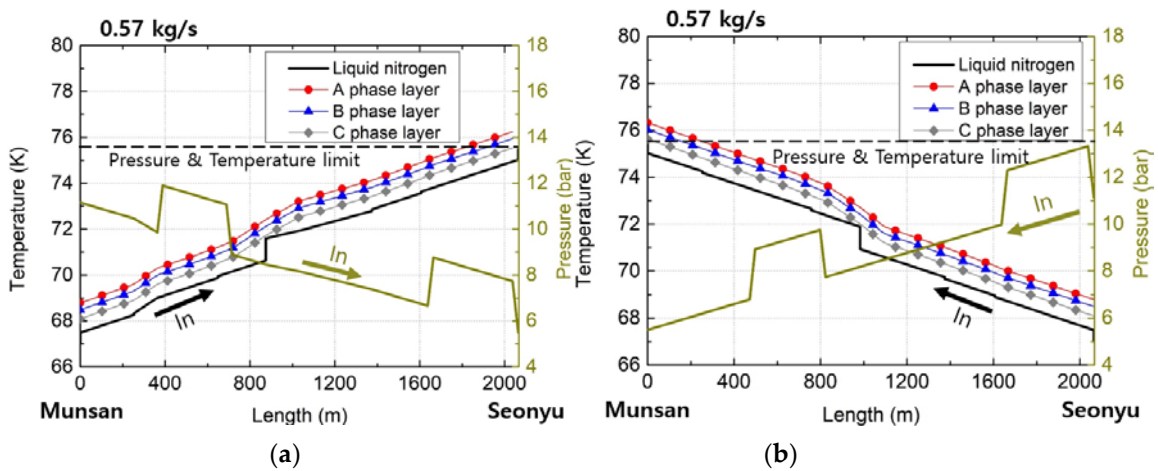 0.57 kg/s
80
78
76
74
72
70
68
66
Temperature (K)
18
16
14
12
10
8
6
4
Pressure (bar)
Liquid nitrogen
A phase layer
B phase layer
C phase layer
Pressure & Temperature limit
In
In
0 400 800 1200 1600 2000
Munsan Length (m) Seonyu
(a)
0.57 kg/s
80
78
76
74
72
70
68
66
Temperature (K)
18
16
14
12
10
8
6
4
Pressure (bar)
Liquid nitrogen
A phase layer
B phase layer
C phase layer
Pressure & Temperature limit
In
In
0 400 800 1200 1600 2000
Munsan Length (m) Seonyu
(b)